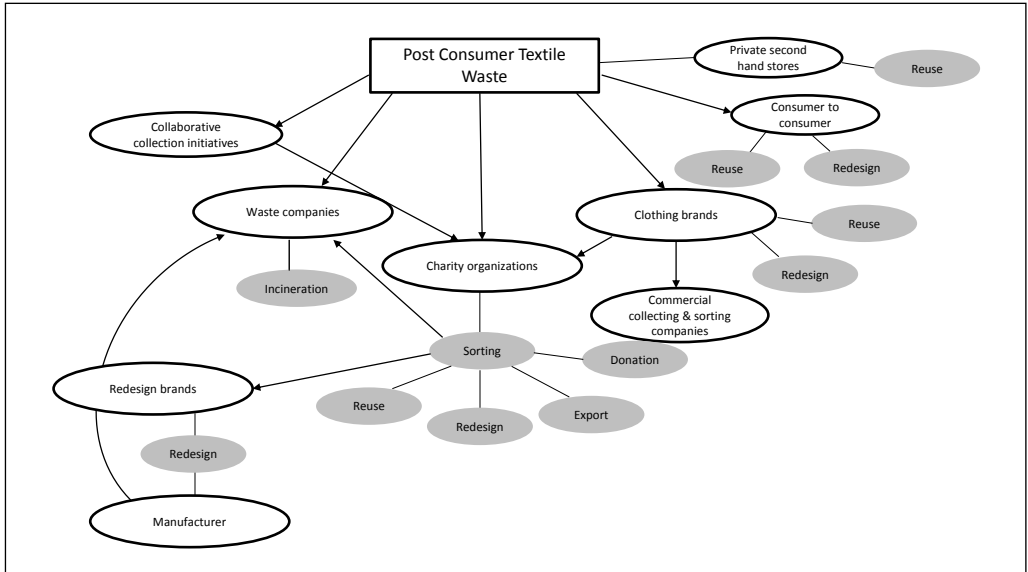 Post Consumer Textile
Waste
Private second
hand stores
Reuse
Collaborative
collection initiatives
Consumer to
consumer
Reuse
Redesign
Waste companies
Clothing brands
Reuse
Charity organizations
Redesign
Incineration
Commercial
collecting & sorting
companies
Sorting
Donation
Redesign brands
Reuse
Redesign
Export
Redesign
Manufacturer